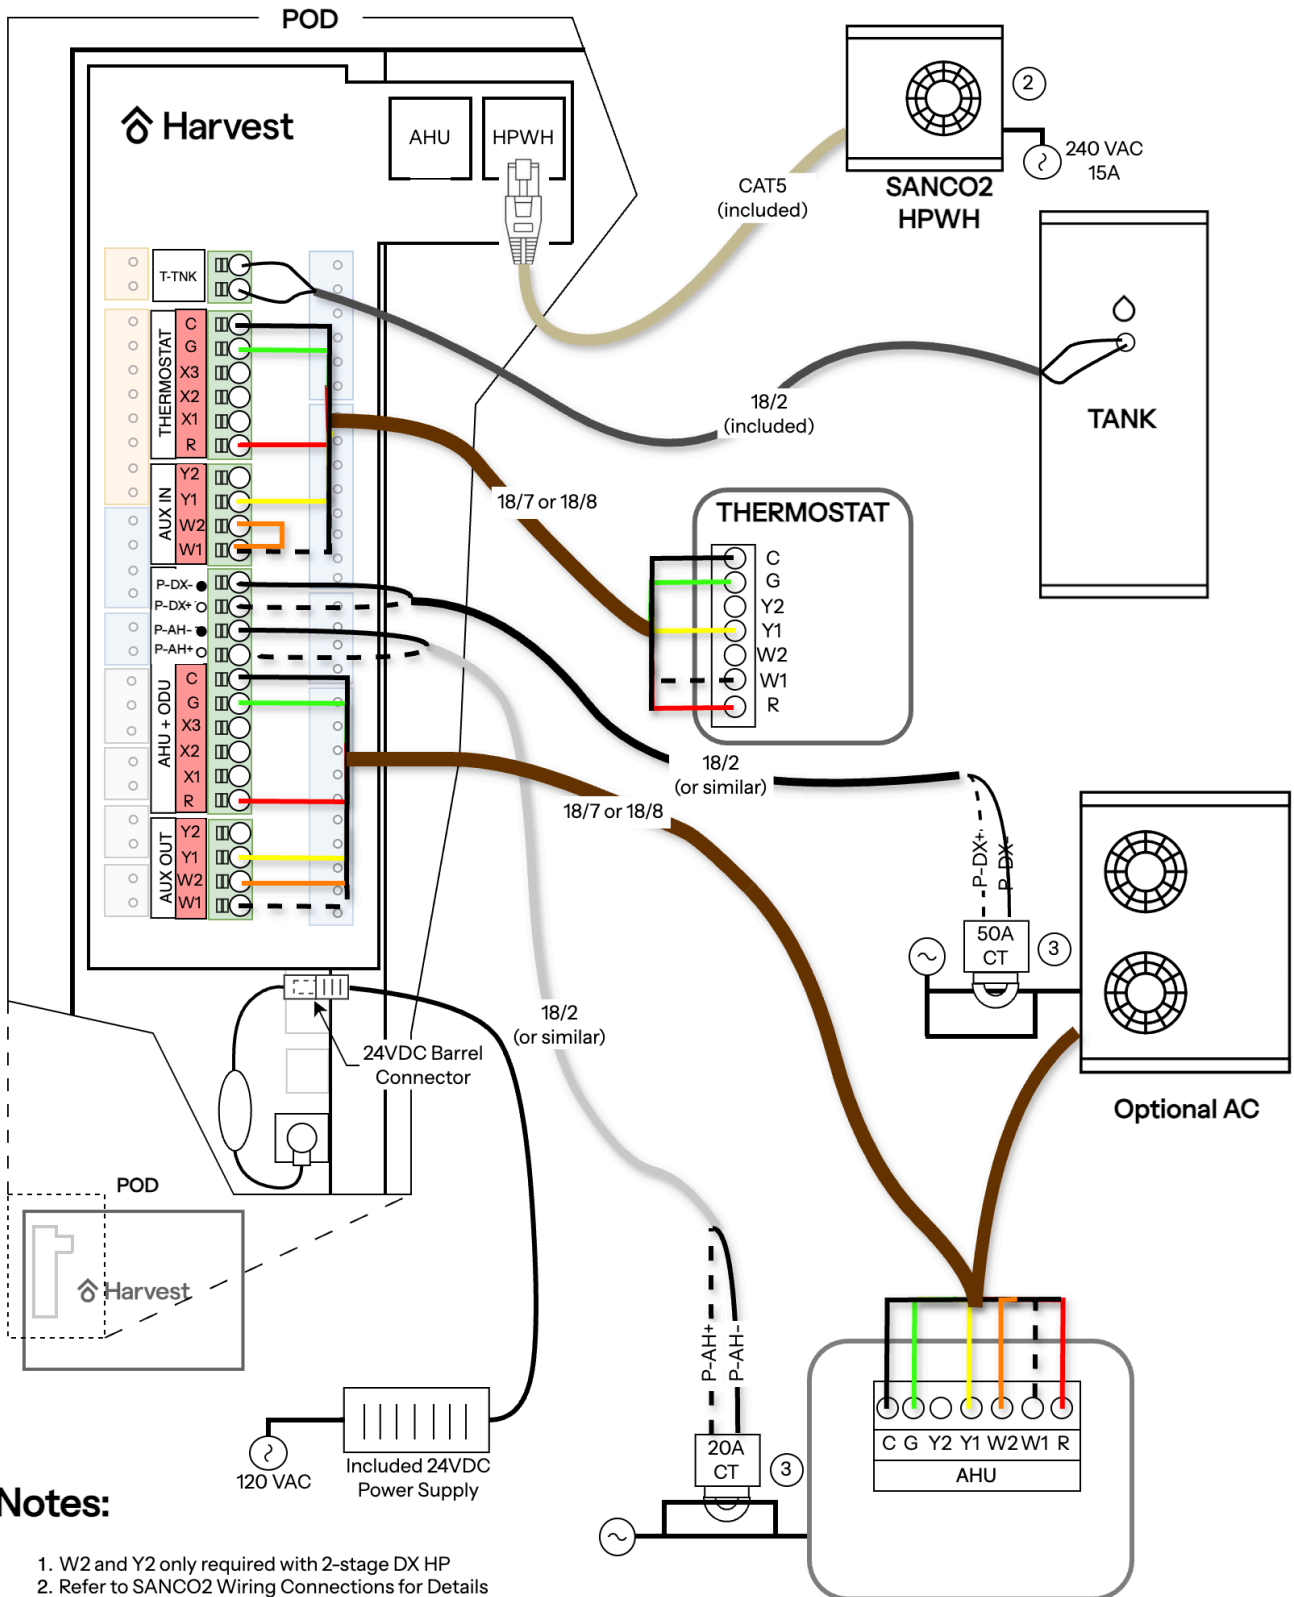 POD
Harvest
AHU
HPWH
2
240 VAC
15A
SANCO2
HPWH
CAT5
(included)
T-TNK
THERMOSTAT
C
G
X3
X2
X1
R
AUX IN
Y2
Y1
W2
W1
P-DX-
P-DX+
P-AH-
P-AH+
AHU + ODU
C
G
X3
X2
X1
R
AUX OUT
Y2
Y1
W2
W1
18/2
(included)
TANK
18/7 or 18/8
THERMOSTAT
C
G
Y2
Y1
W2
W1
R
18/2
(or similar)
18/7 or 18/8
P-DX+
P-DX-
50A
CT
3
Optional AC
18/2
(or similar)
24VDC Barrel
Connector
POD
Harvest
P-AH+
P-AH-
20A
CT
3
C G Y2 Y1 W2 W1 R
AHU
120 VAC
Included 24VDC
Power Supply
Notes:
1. W2 and Y2 only required with 2-stage DX HP
2. Refer to SANCO2 Wiring Connections for Details